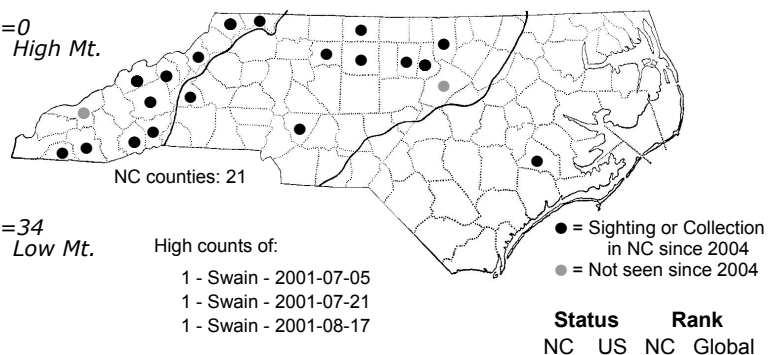 =0
High Mt.
NC counties: 21
=34
Low Mt.
High counts of:
1 - Swain - 2001-07-05
1 - Swain - 2001-07-21
1 - Swain - 2001-08-17
● = Sighting or Collection
in NC since 2004
● = Not seen since 2004
Status Rank
NC US NC Global